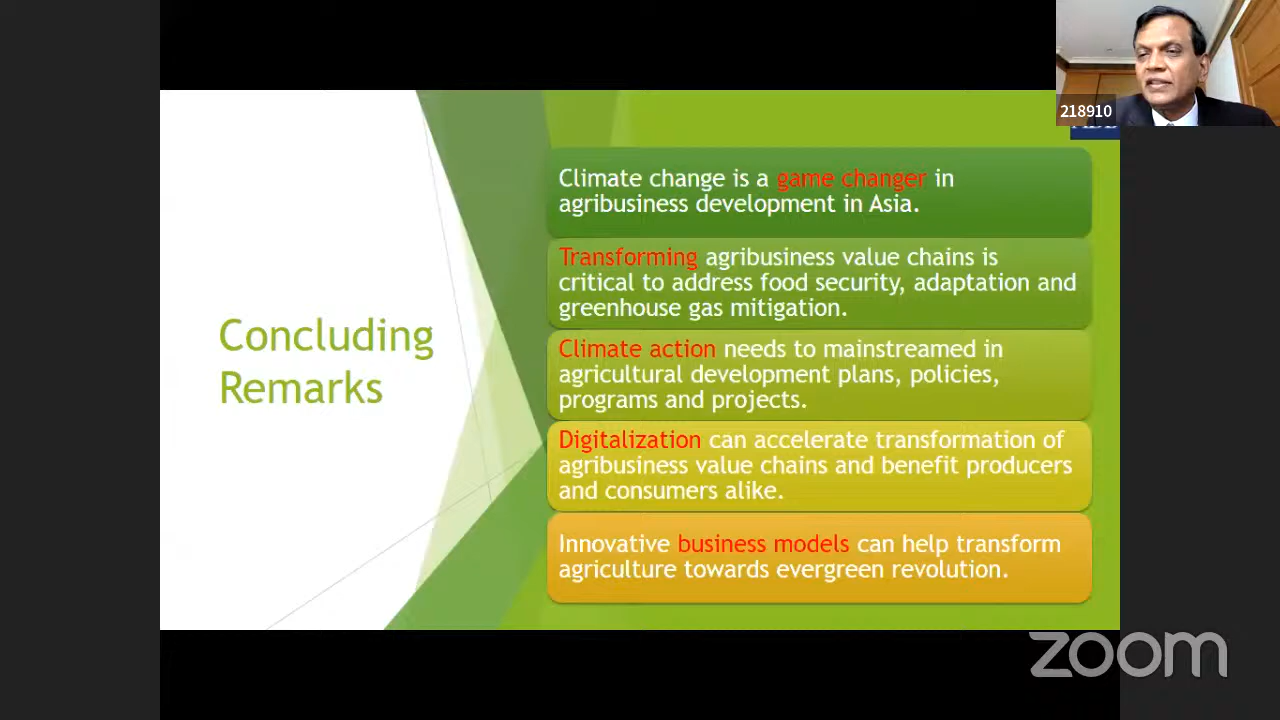 218910
Climate change is a game changer in
agribusiness development in Asia.
Transforming agribusiness value chains is
critical to address food security, adaptation and
greenhouse gas mitigation.
Concluding
Remarks
Climate action needs to mainstreamed in
agricultural development plans, policies,
programs and projects.
Digitalization can accelerate transformation of
agribusiness value chains and benefit producers
and consumers alike.
Innovative business models can help transform
agriculture towards evergreen revolution.
zoom